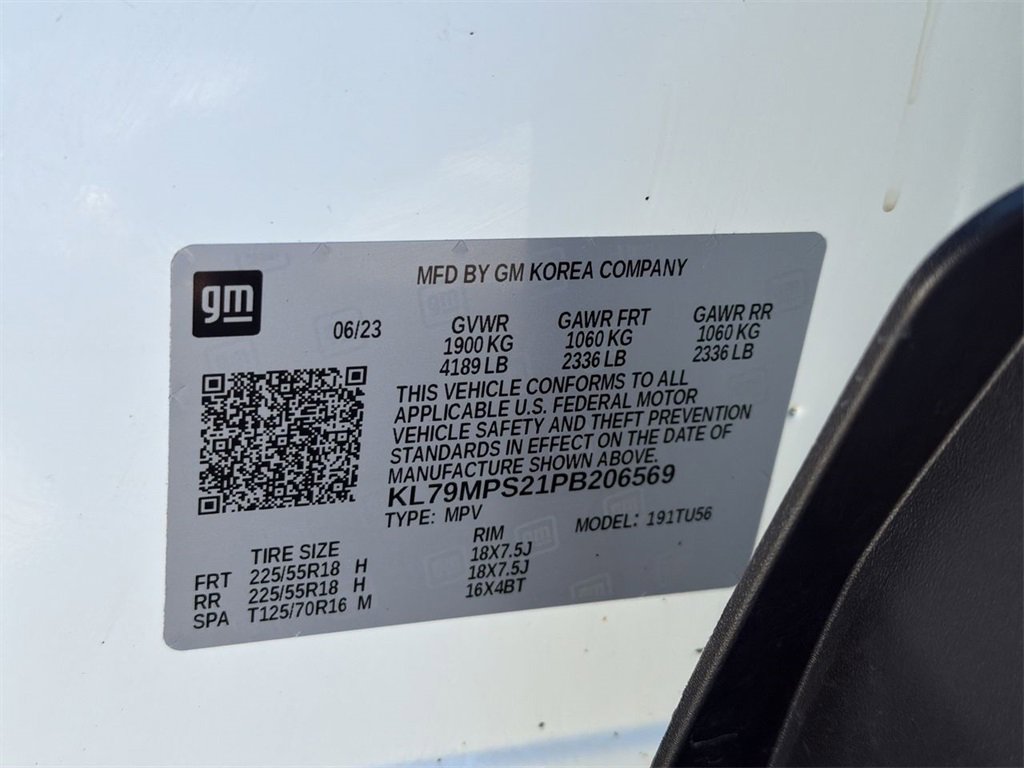 gm
MFD BY GM KOREA COMPANY
06/23
GVWR GAWR FRT GAWR RR
1900 KG 1060 KG 1060 KG
4189 LB 2336 LB 2336 LB
THIS VEHICLE CONFORMS TO ALL
APPLICABLE U.S. FEDERAL MOTOR
VEHICLE SAFETY AND THEFT PREVENTION
STANDARDS IN EFFECT ON THE DATE OF
MANUFACTURE SHOWN ABOVE.
KL79MPS21PB206569
TYPE: MPV MODEL: 191TU56
TIRE SIZE RIM
FRT 225/55R18 H 18X7.5J
RR 225/55R18 H 18X7.5J
SPA T125/70R16 M 16X4BT